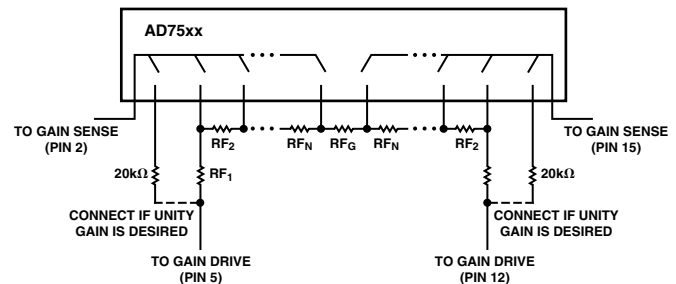 AD75xx
TO GAIN SENSE
(PIN 2)
TO GAIN SENSE
(PIN 15)
RF2
RFN
RFG
RFN
RF2
20kΩ
RF1
20kΩ
CONNECT IF UNITY
GAIN IS DESIRED
CONNECT IF UNITY
GAIN IS DESIRED
TO GAIN DRIVE
(PIN 5)
TO GAIN DRIVE
(PIN 12)